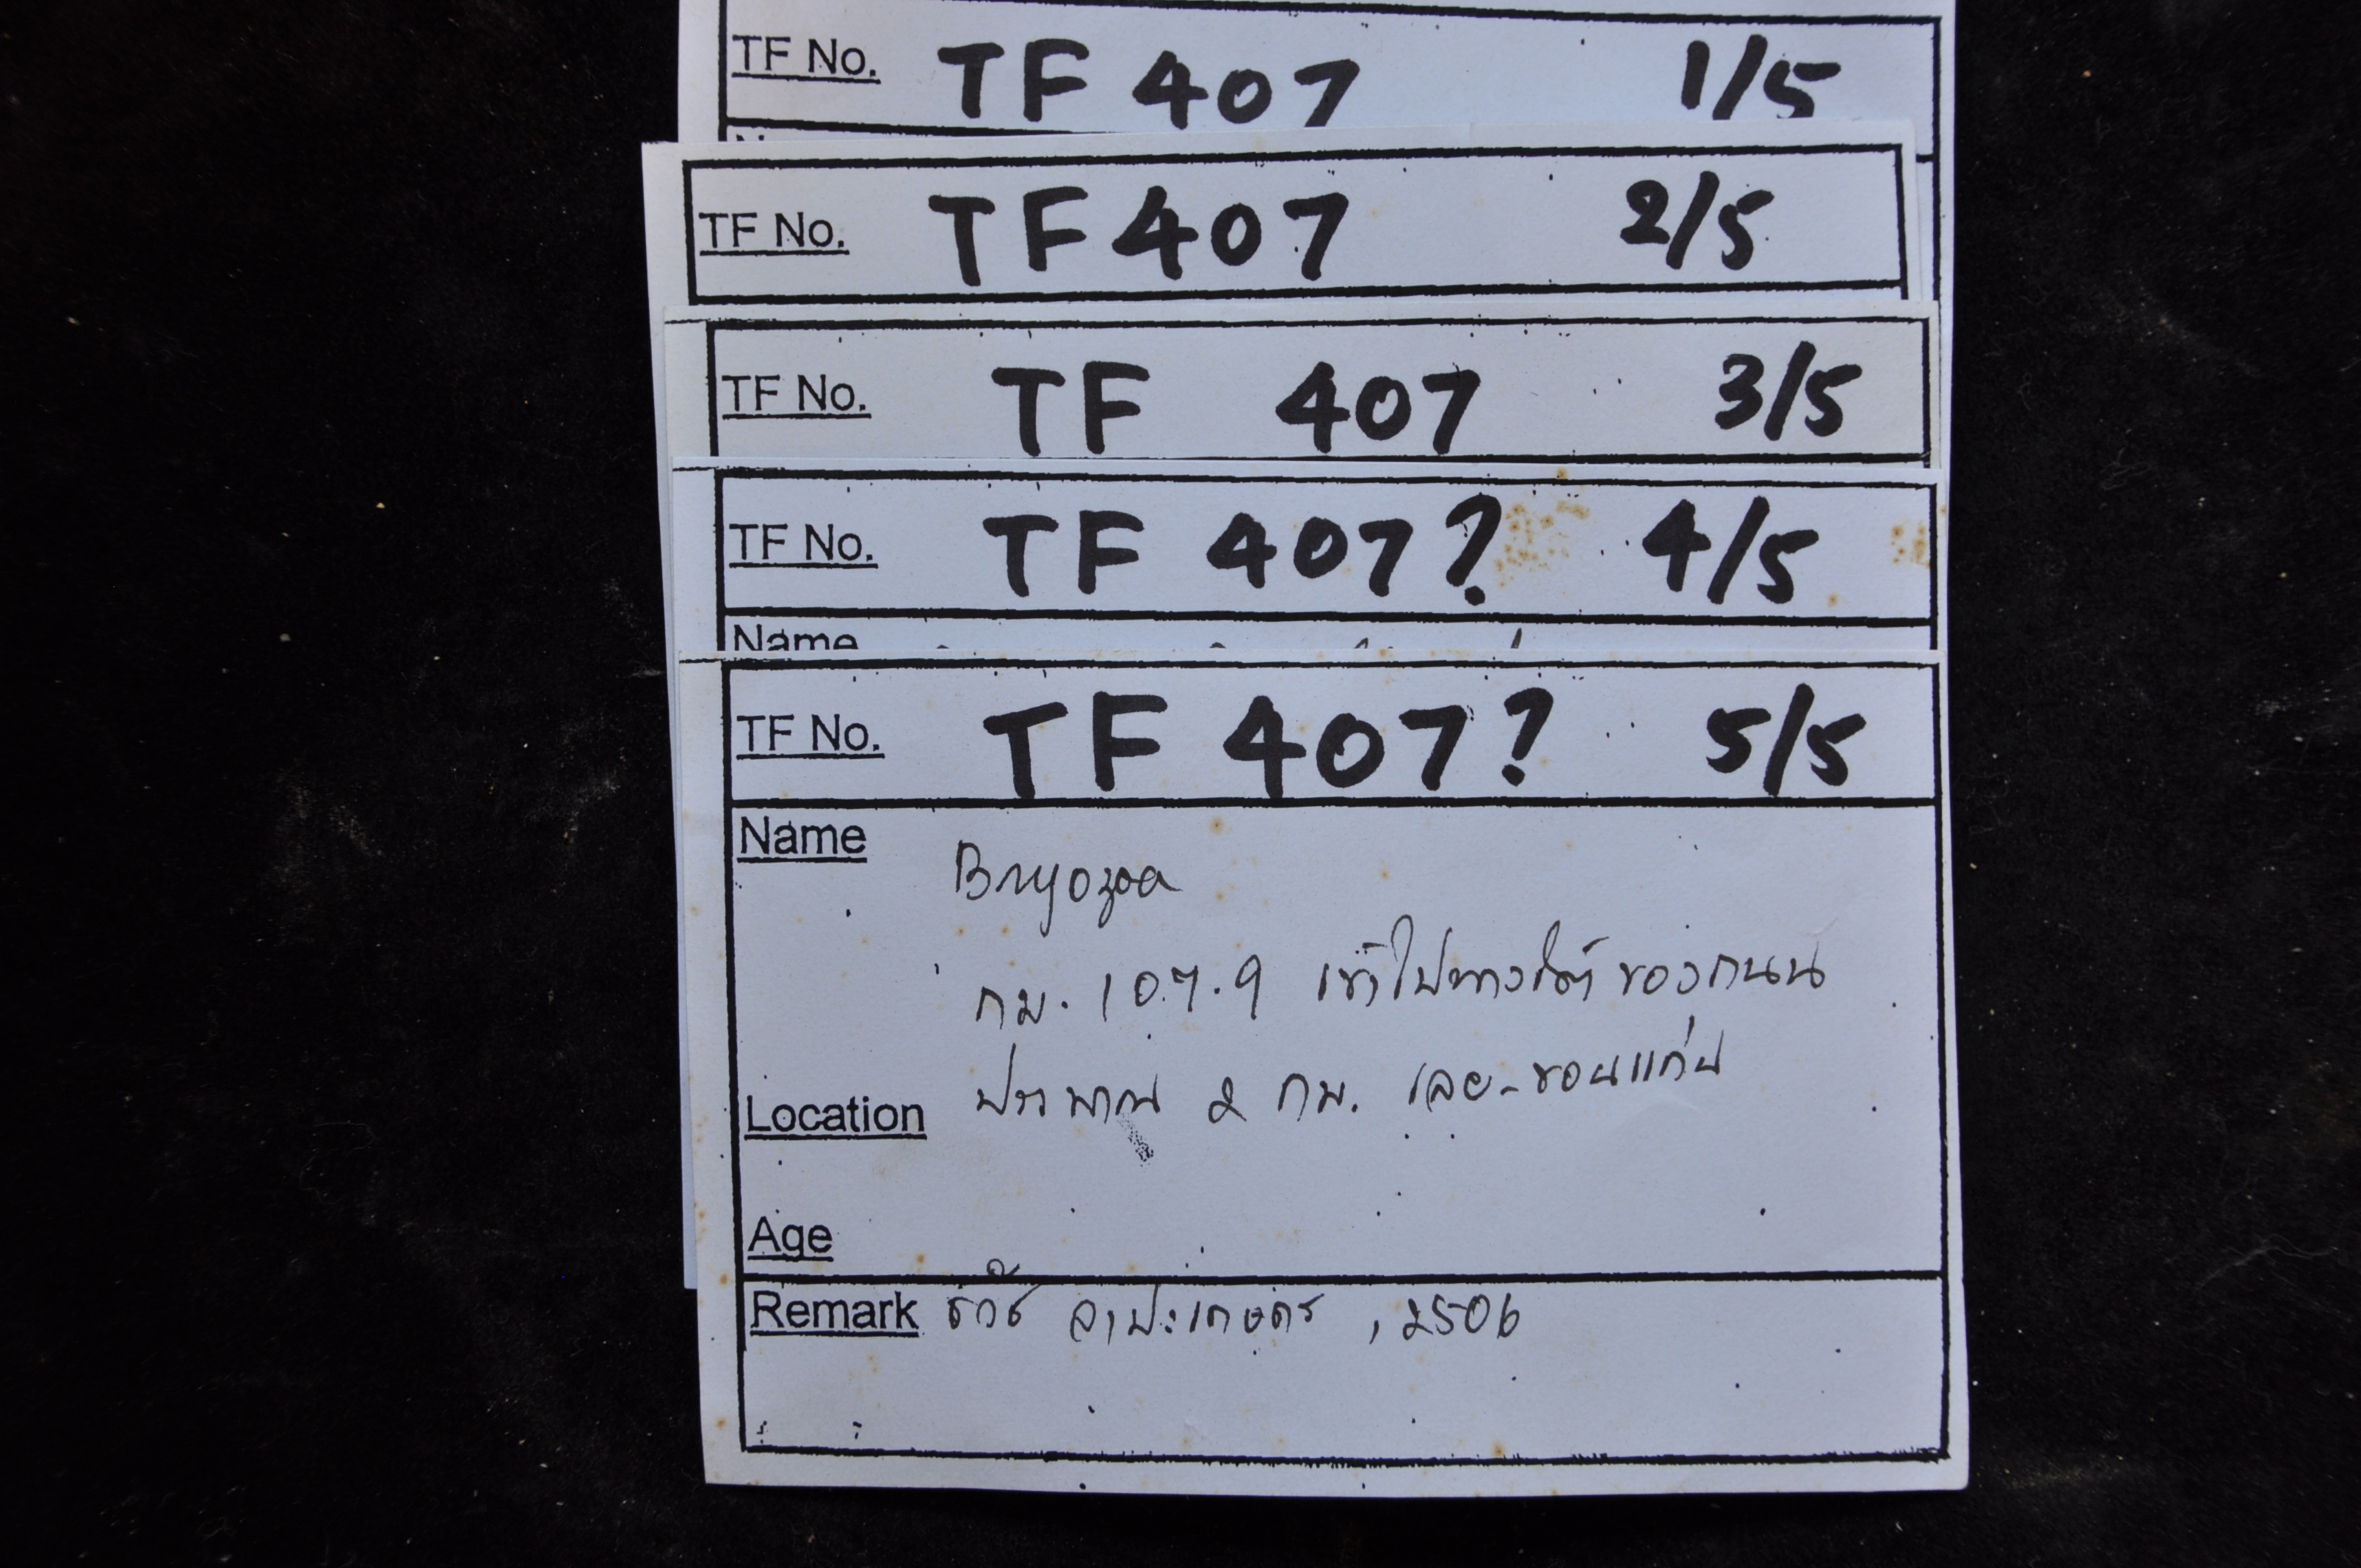 TF No. TF 407 1/5
TF No. TF 407 2/5
TF No. TF 407 3/5
TF No. TF 407? 4/5
Name
TF No. TF 407? 5/5
Name
Bryozoa
กม. 107.9 เข้าไปทางใต้ของถนน
Location ประมาณ 2 กม. เลย-ขอนแก่น
Age
Remark ธวัช จาปะเกษตร์, 2506